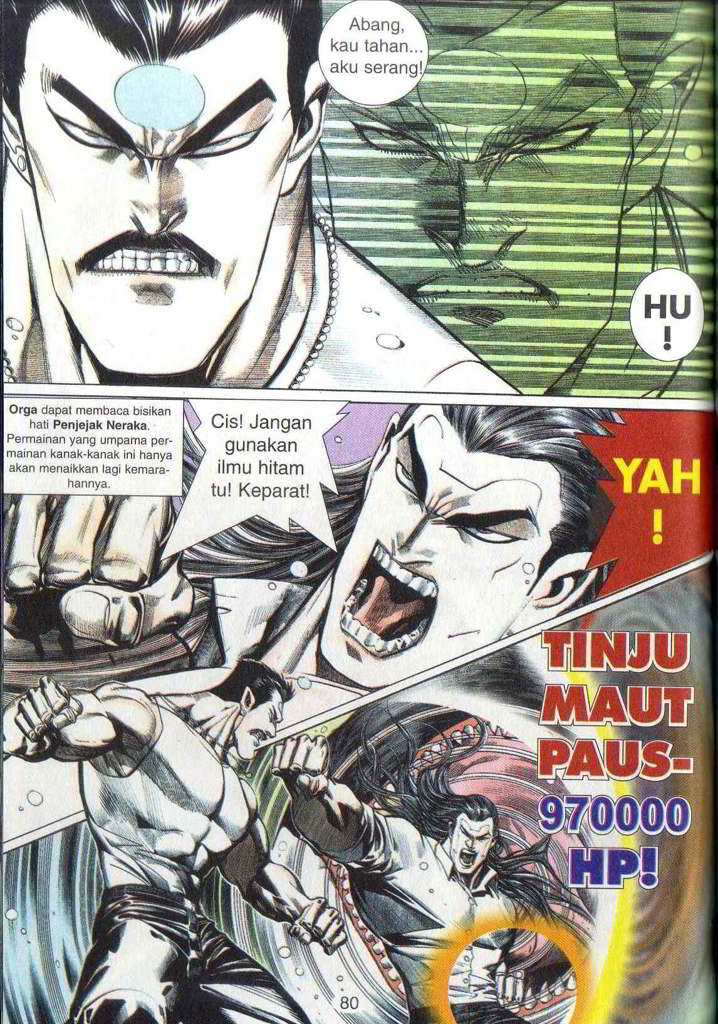 Abang,
kau tahan...
aku serang!
HU
!
Orga dapat membaca bisikan
hati Penjejak Neraka.
Permainan yang umpama per-
mainan kanak-kanak ini hanya
akan menaikkan lagi kemara-
hannya.
Cis! Jangan
gunakan
ilmu hitam
tu! Keparat!
YAH
!
TINJU
MAUT
PAUS-
970000
HP!
80